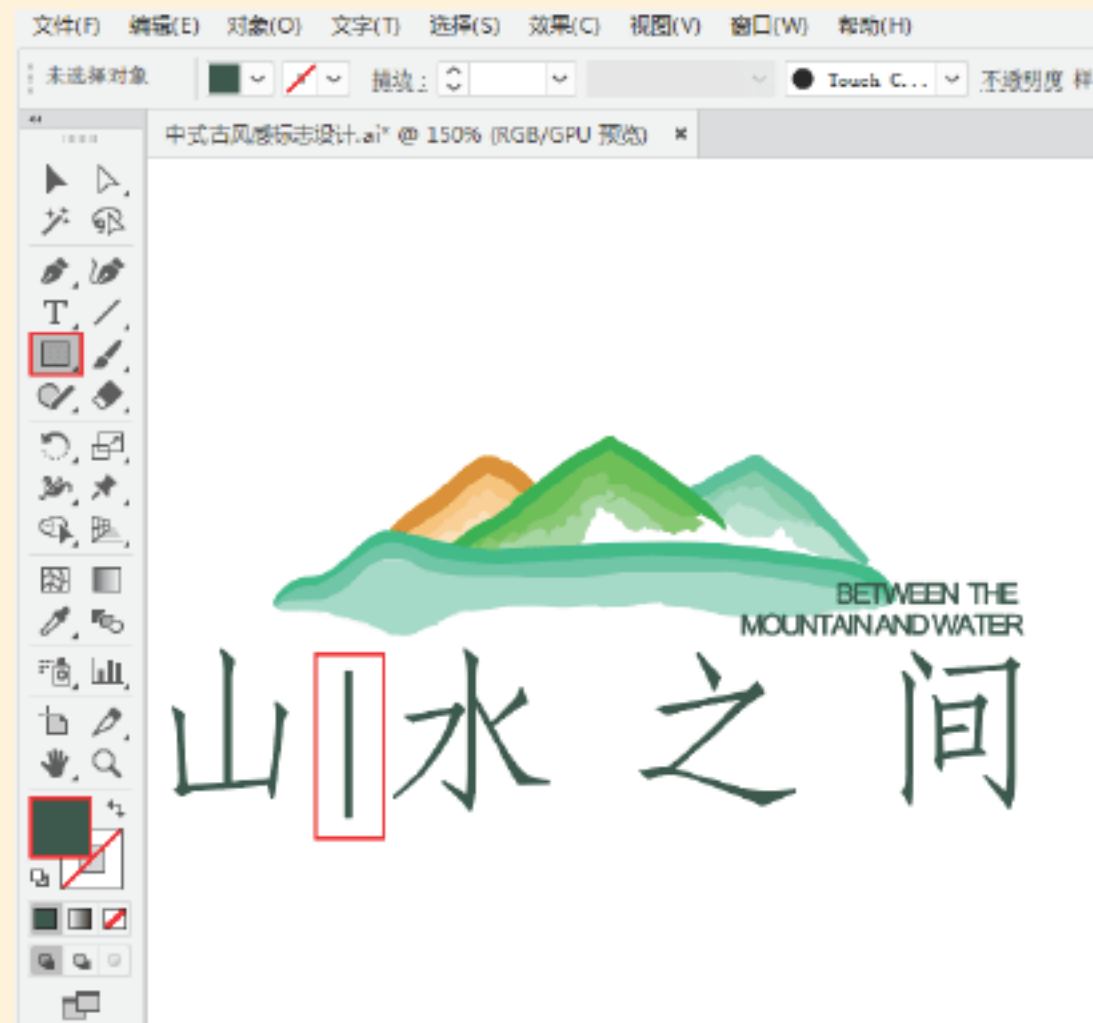 文件(F) 编辑(E) 对象(O) 文字(T) 选择(S) 效果(C) 视图(V) 窗口(W) 帮助(H)
未选择对象 描边: Touch C... 不透明度 样
中式古风感标志设计.ai* @ 150% (RGB/GPU 预览) ×
BETWEEN THE
MOUNTAIN AND WATER
山水之间